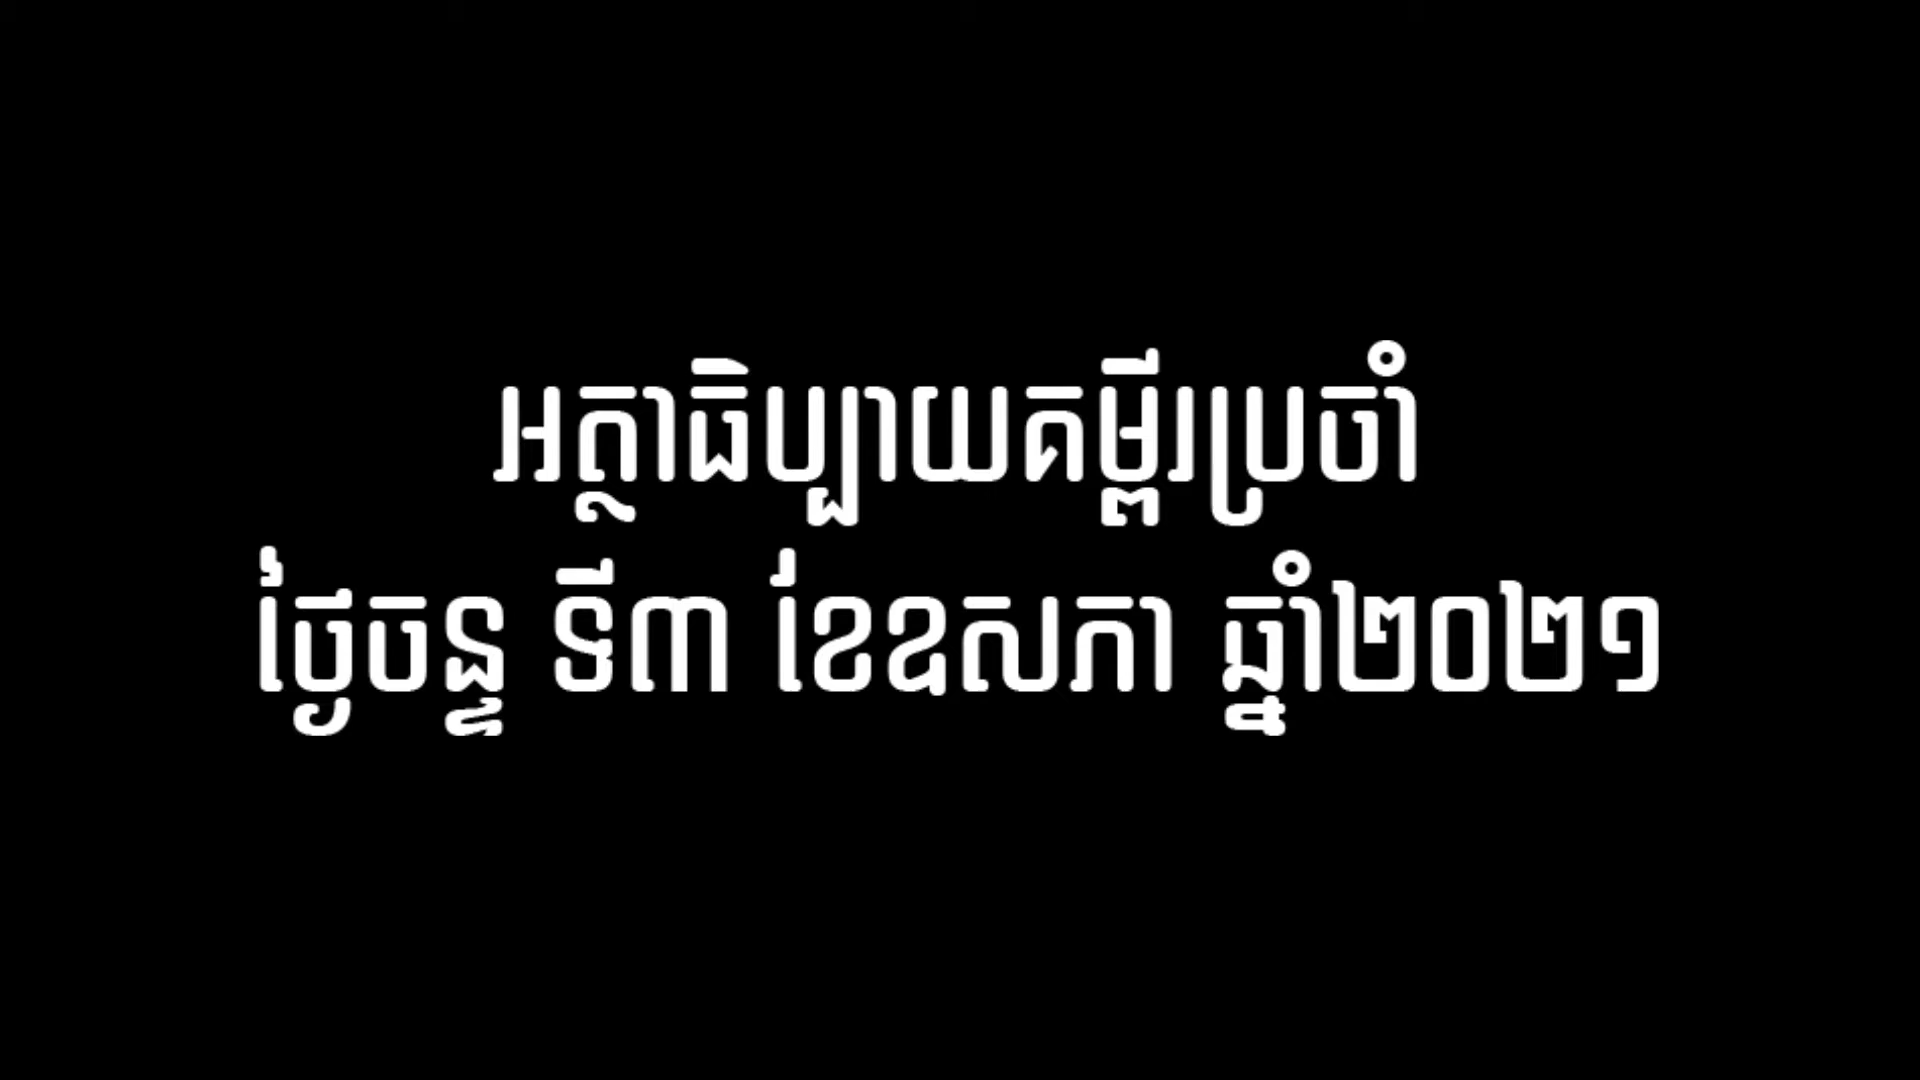 អត្ថាធិប្បាយគម្ពីរប្រចាំ
ថ្ងៃចន្ទ ទី៣ ខែឧសភា ឆ្នាំ២០២១